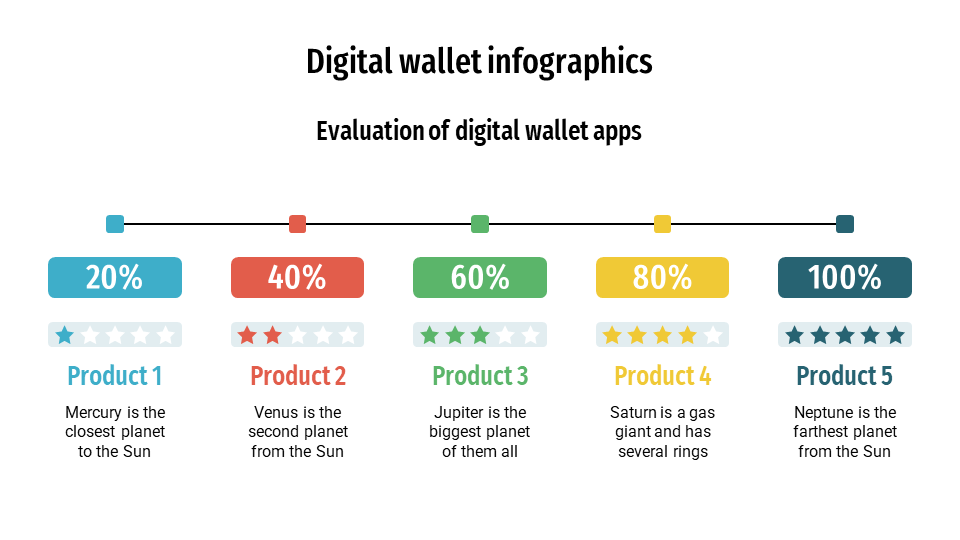 Digital wallet infographics
Evaluation of digital wallet apps
20%
40%
60%
80%
100%
Product 1
Product 2
Product 3
Product 4
Product 5
Mercury is the
closest planet
to the Sun
Venus is the
second planet
from the Sun
Jupiter is the
biggest planet
of them all
Saturn is a gas
giant and has
several rings
Neptune is the
farthest planet
from the Sun